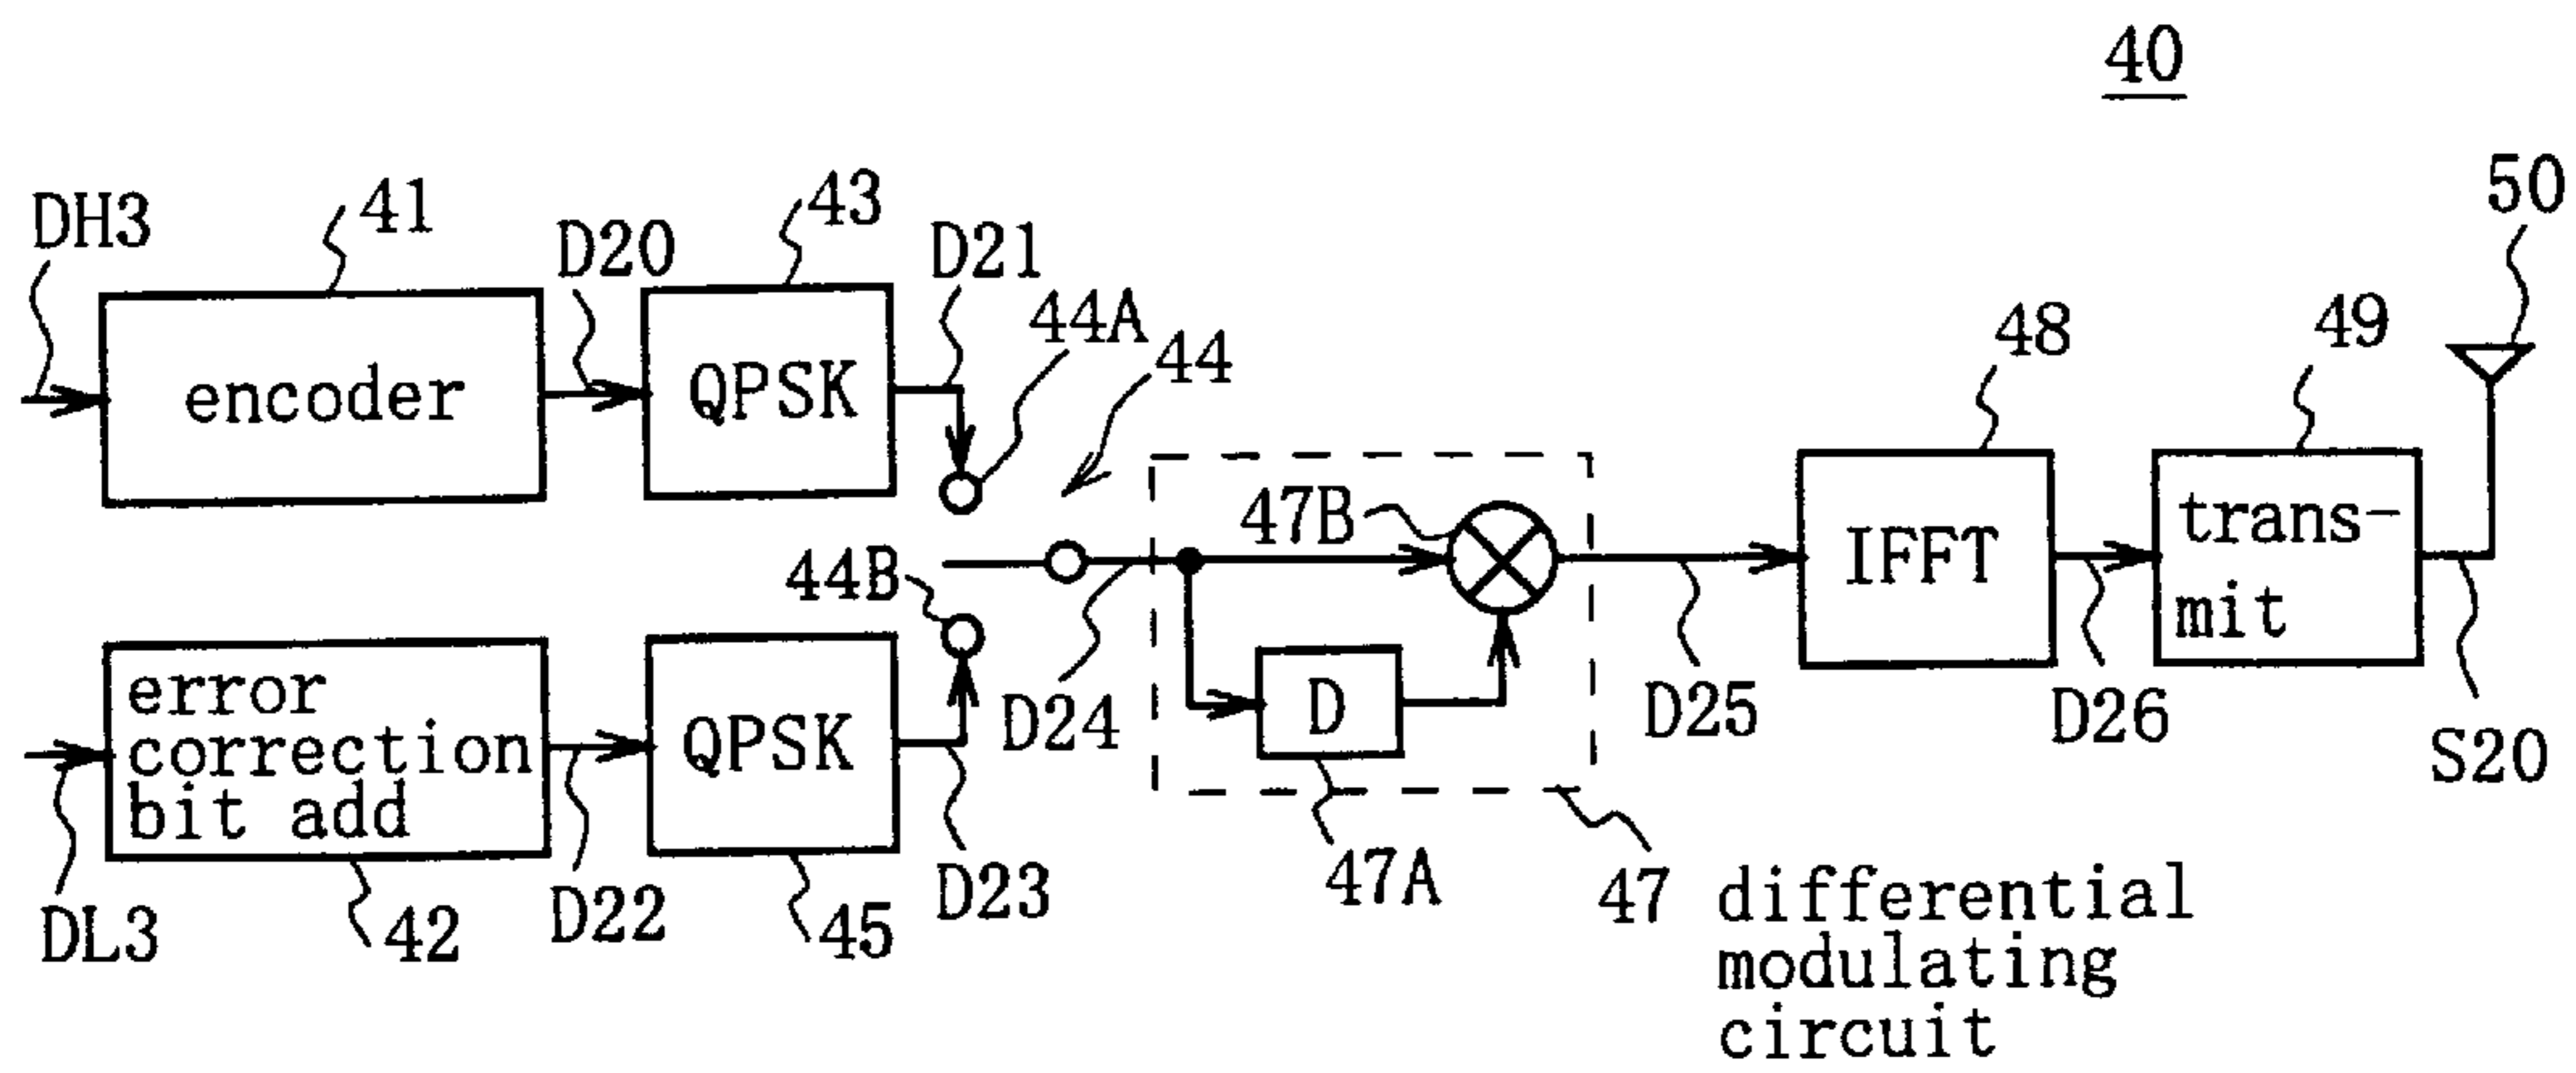 40
DH3
41
D20
43
D21
44A
44
48
49
50
encoder
QPSK
47B
44B
IFFT
trans-
mit
error
correction
bit add
QPSK
D24
D
D25
D26
S20
DL3
42
D22
45
D23
47A
47 differential
modulating
circuit